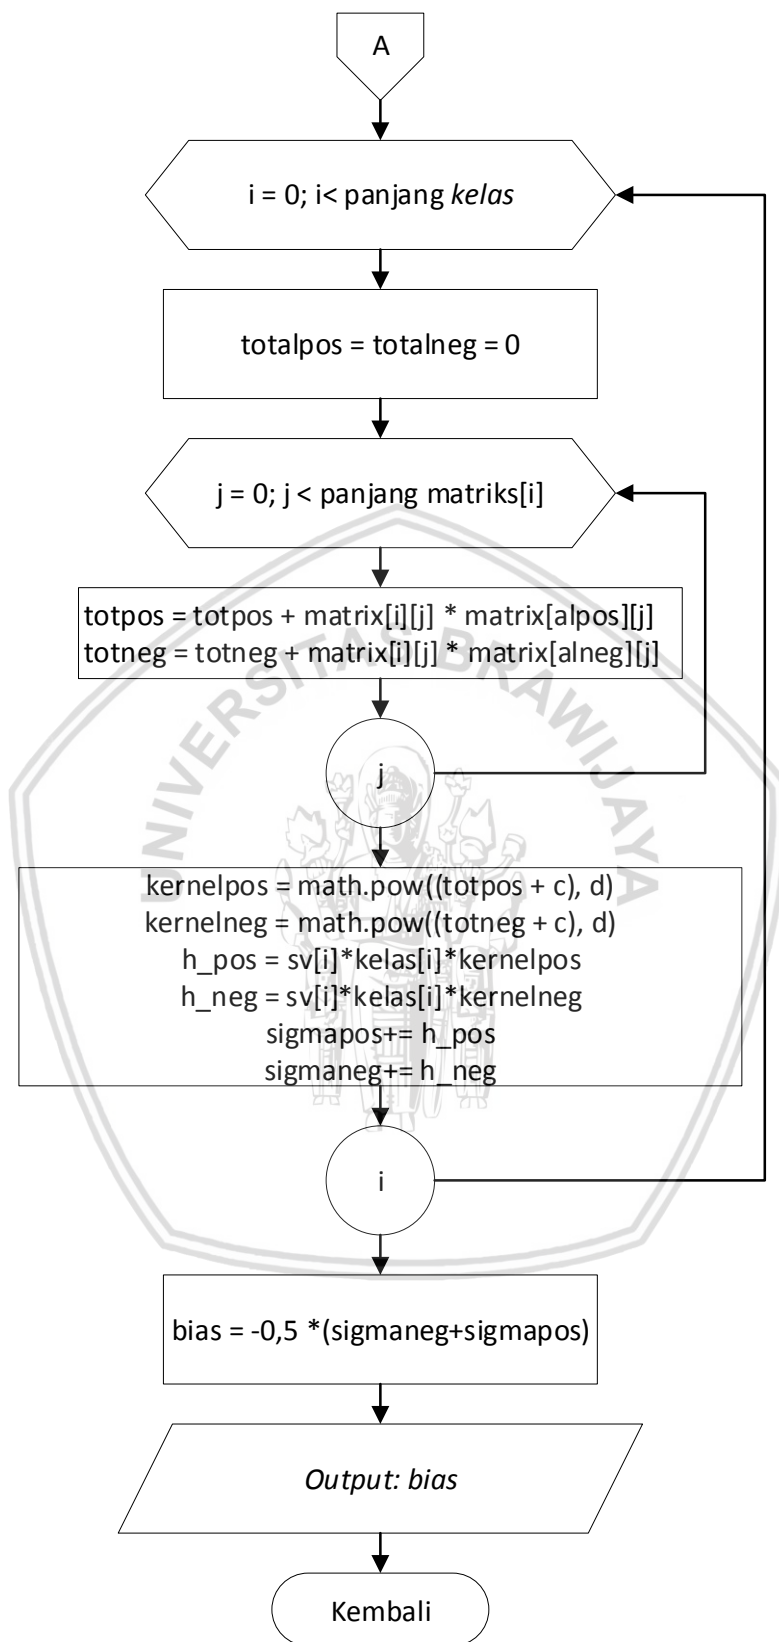 A
i = 0; i< panjang kelas
totalpos = totalneg = 0
j = 0; j < panjang matriks[i]
totpos = totpos + matrix[i][j] * matrix[alpos][j]
totneg = totneg + matrix[i][j] * matrix[alneg][j]
UNIVERSITAS BRAWIJAYA
j
kernelpos = math.pow((totpos + c), d)
kernelneg = math.pow((totneg + c), d)
h_pos = sv[i]*kelas[i]*kernelpos
h_neg = sv[i]*kelas[i]*kernelneg
sigmapos+= h_pos
sigmaneg+= h_neg
i
bias = -0,5 *(sigmaneg+sigmapos)
Output: bias
Kembali